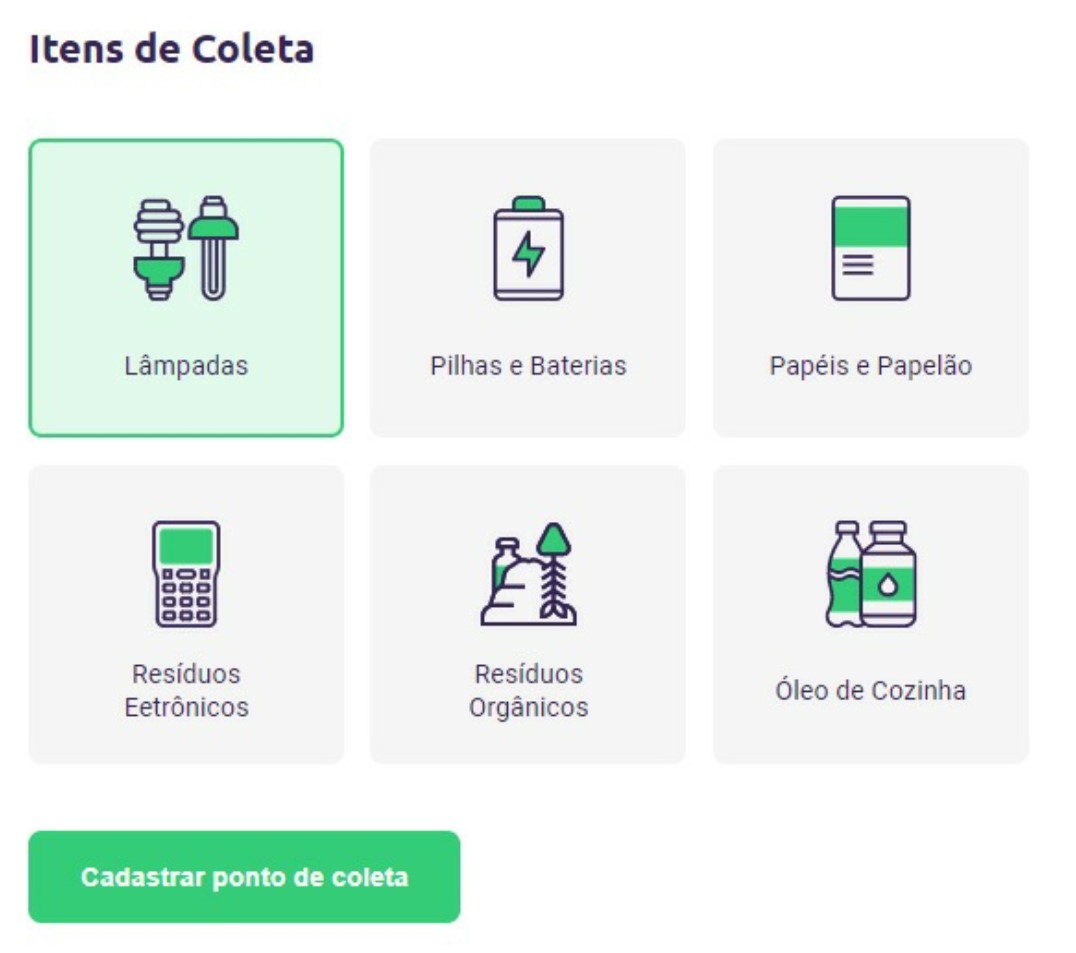 Itens de Coleta
Lâmpadas
Pilhas e Baterias
Papéis e Papelão
Resíduos
Eetrônicos
Resíduos
Orgânicos
Óleo de Cozinha
Cadastrar ponto de coleta